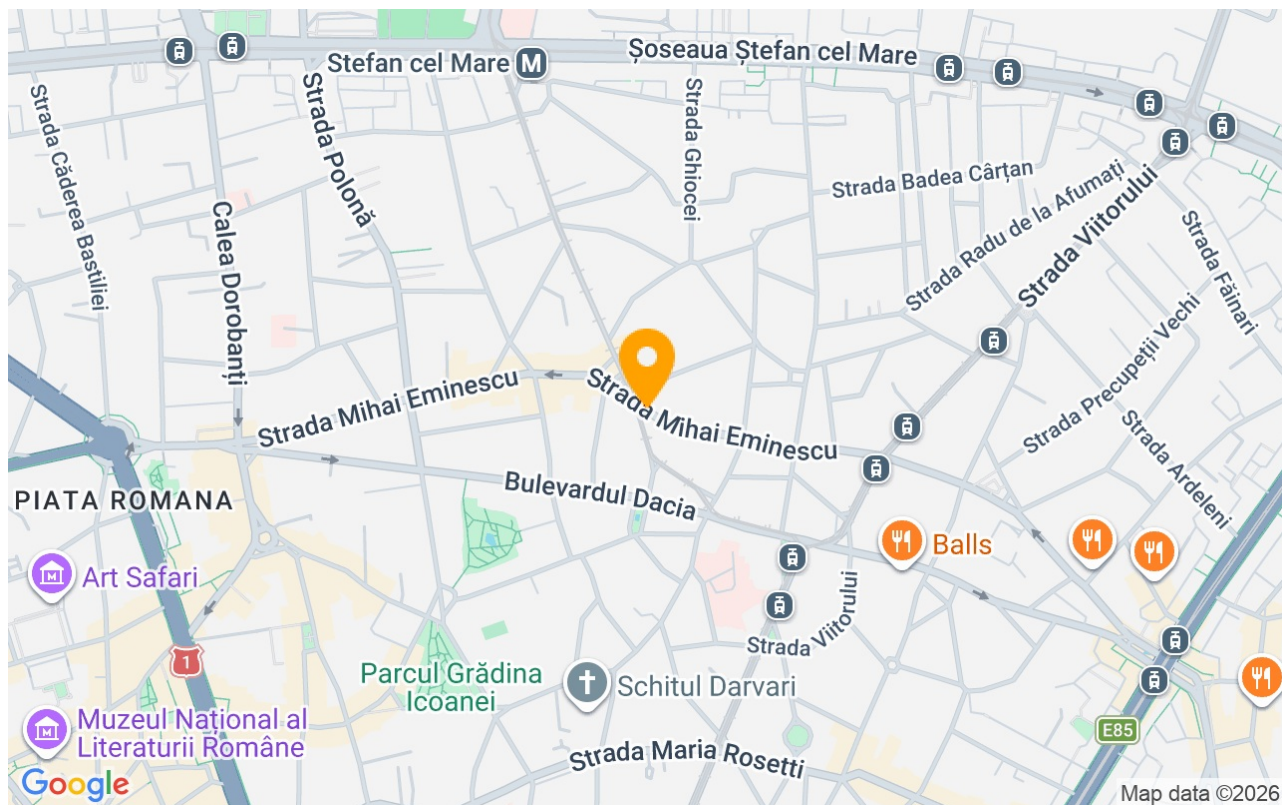 Stefan cel Mare
M
Șoseaua Ștefan cel Mare
Strada Căderea Bastiliei
Strada Polonă
Strada Ghiocei
Strada Badea Cârțan
Strada Radu de la Afumați
Strada Viitorului
Strada Făinari
Calea Dorobanți
Strada Mihai Eminescu
Strada Mihai Eminescu
Strada Precupeții Vechi
Strada Ardeleni
PIATA ROMANA
Bulevardul Dacia
Balls
Art Safari
Strada Viitorului
1
Parcul Grădina
Icoanei
Schitul Darvari
Muzeul Național al
Literaturii Române
E85
Strada Maria Rosetti
Google
Map data ©2026